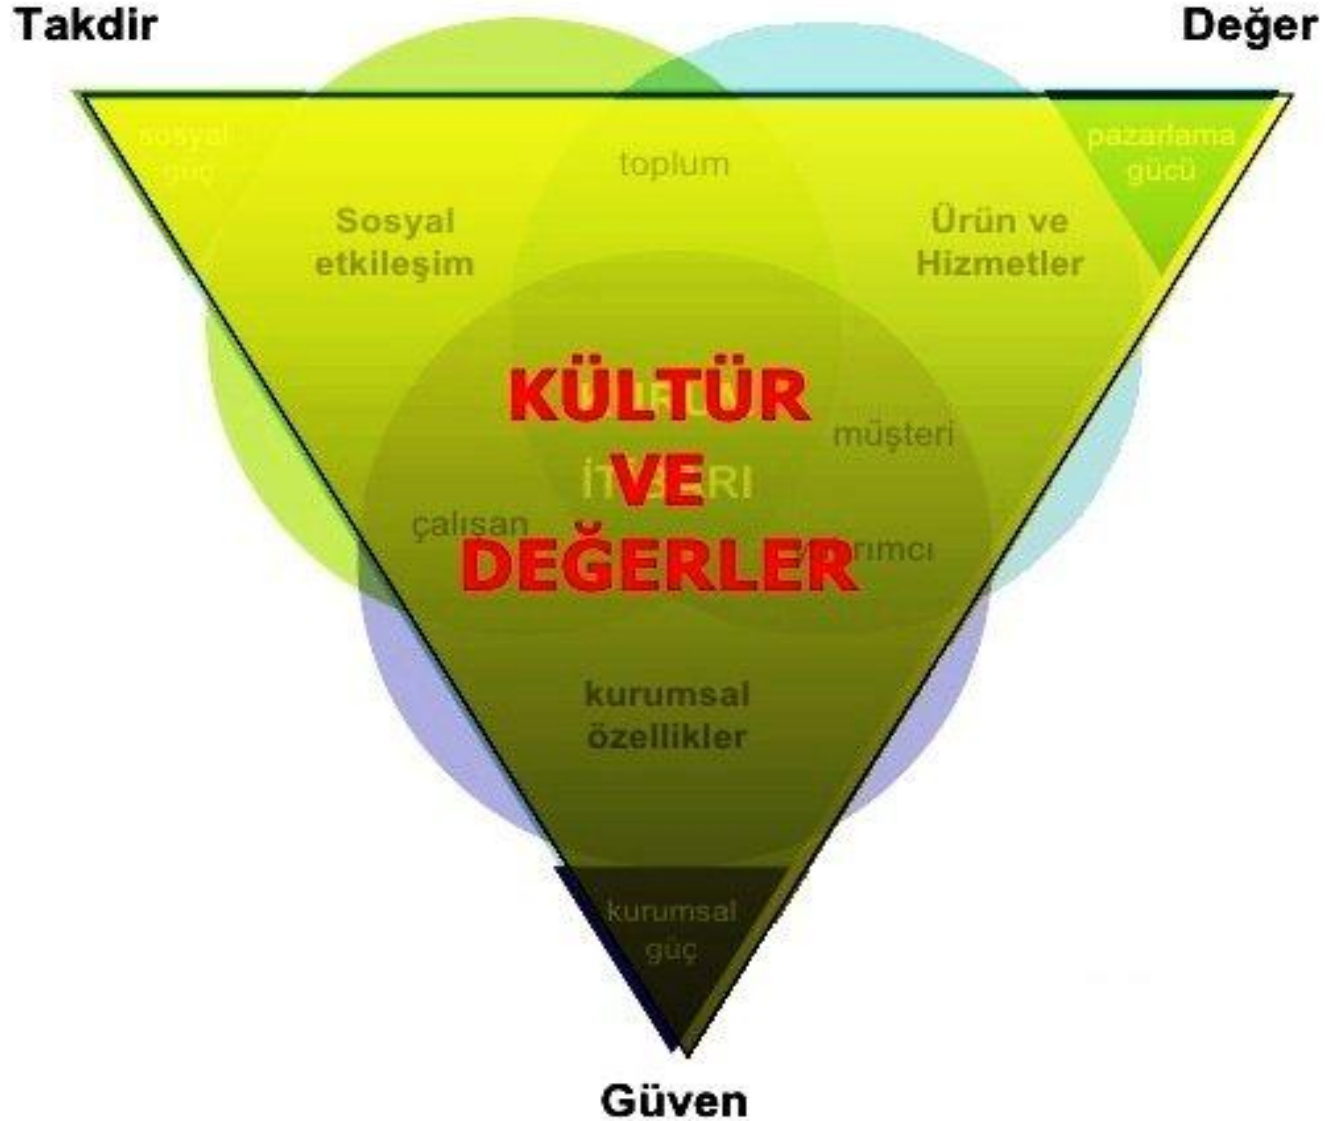 Takdir
Değer
sosyal
güç
pazarlama
gücü
toplum
Sosyal
etkileşim
Ürün ve
Hizmetler
KÜLTÜR
VE
DEĞERLER
müşteri
çalışan
kurumsal
özellikler
kurumsal
güç
Güven